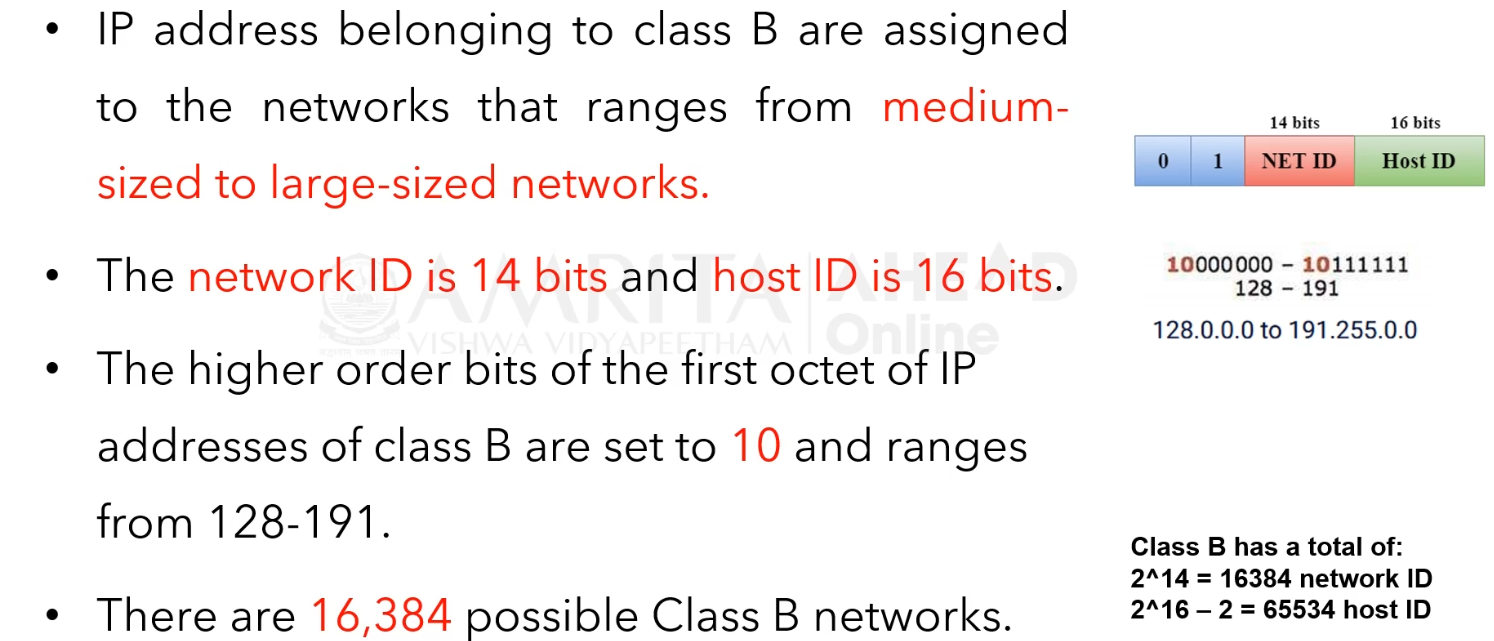 • IP address belonging to class B are assigned
to the networks that ranges from medium-
sized to large-sized networks.
• The network ID is 14 bits and host ID is 16 bits.
• The higher order bits of the first octet of IP
addresses of class B are set to 10 and ranges
from 128-191.
• There are 16,384 possible Class B networks.
14 bits 16 bits
0 1 NET ID Host ID
10000000 – 10111111
128 – 191
128.0.0.0 to 191.255.0.0
Class B has a total of:
2^14 = 16384 network ID
2^16 – 2 = 65534 host ID
AMRITA
VISHWA VIDYAPEETHAM
AHEAD
Online